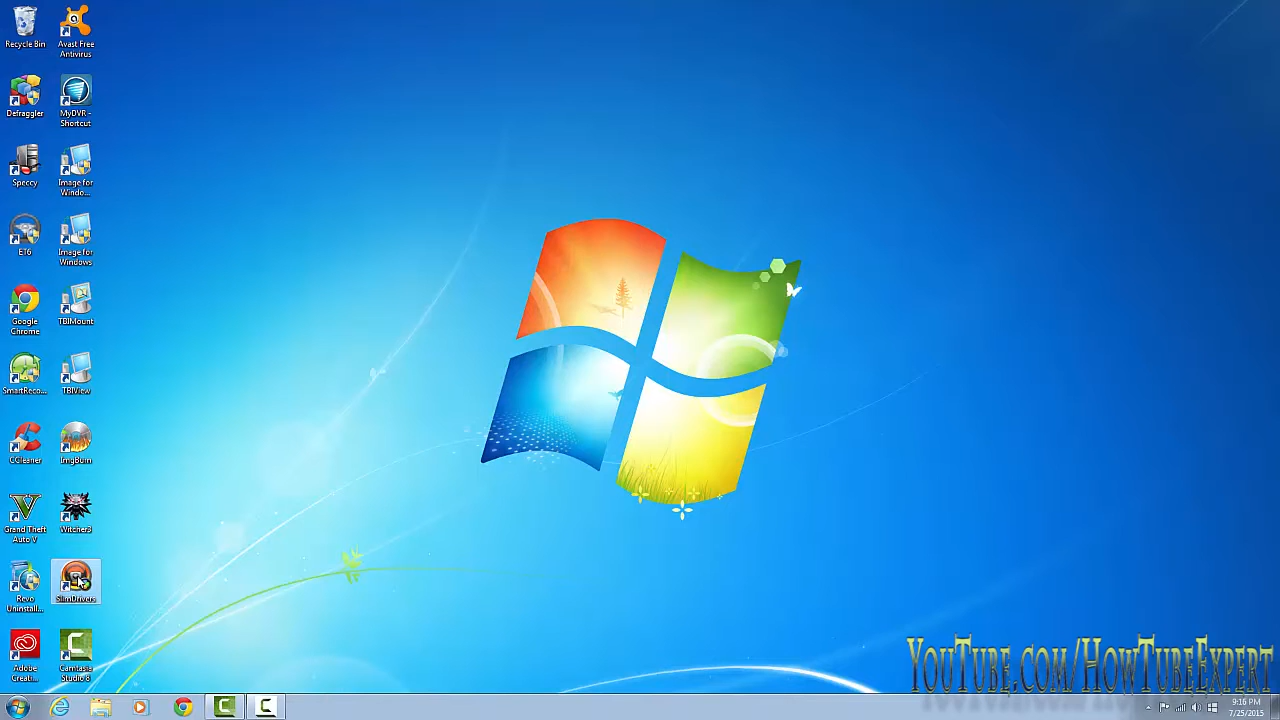 Recycle Bin
Avast Free
Antivirus
Defraggler
MyDVR -
Shortcut
Speccy
Image for
Windo...
ET6
Image for
Windows
Google
Chrome
TBIMount
SmartReco...
TBIView
CCleaner
ImgBurn
Grand Theft
Auto V
Witcher3
Revo
Uninstall...
SlimDrivers
Adobe
Creati...
Camtasia
Studio 8
YouTube.com/HowTubeExpert
9:16 PM
7/25/2015